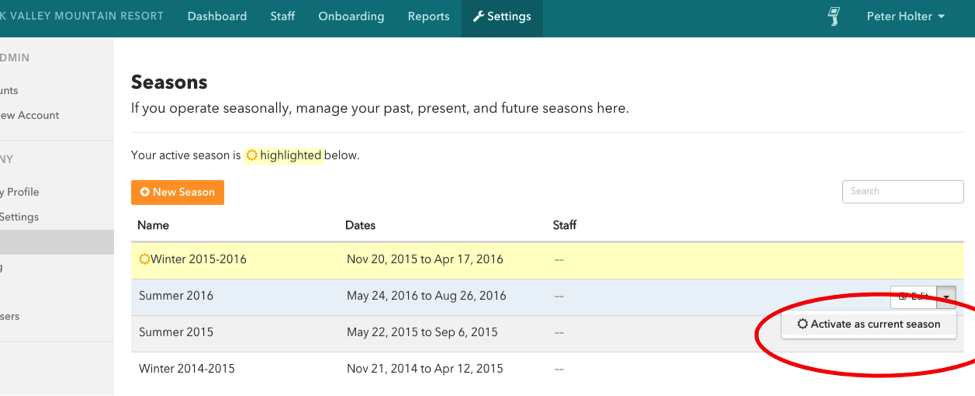 K VALLEY MOUNTAIN RESORT Dashboard Staff Onboarding Reports Settings Peter Holter
DMIN
unts
ew Account
NY
y Profile
Settings
g
sers
Seasons
If you operate seasonally, manage your past, present, and future seasons here.
Your active season is highlighted below.
New Season
Search
Name Dates Staff
Winter 2015-2016 Nov 20, 2015 to Apr 17, 2016 --
Summer 2016 May 24, 2016 to Aug 26, 2016 -- Edit
Activate as current season
Summer 2015 May 22, 2015 to Sep 6, 2015 --
Winter 2014-2015 Nov 21, 2014 to Apr 12, 2015 --